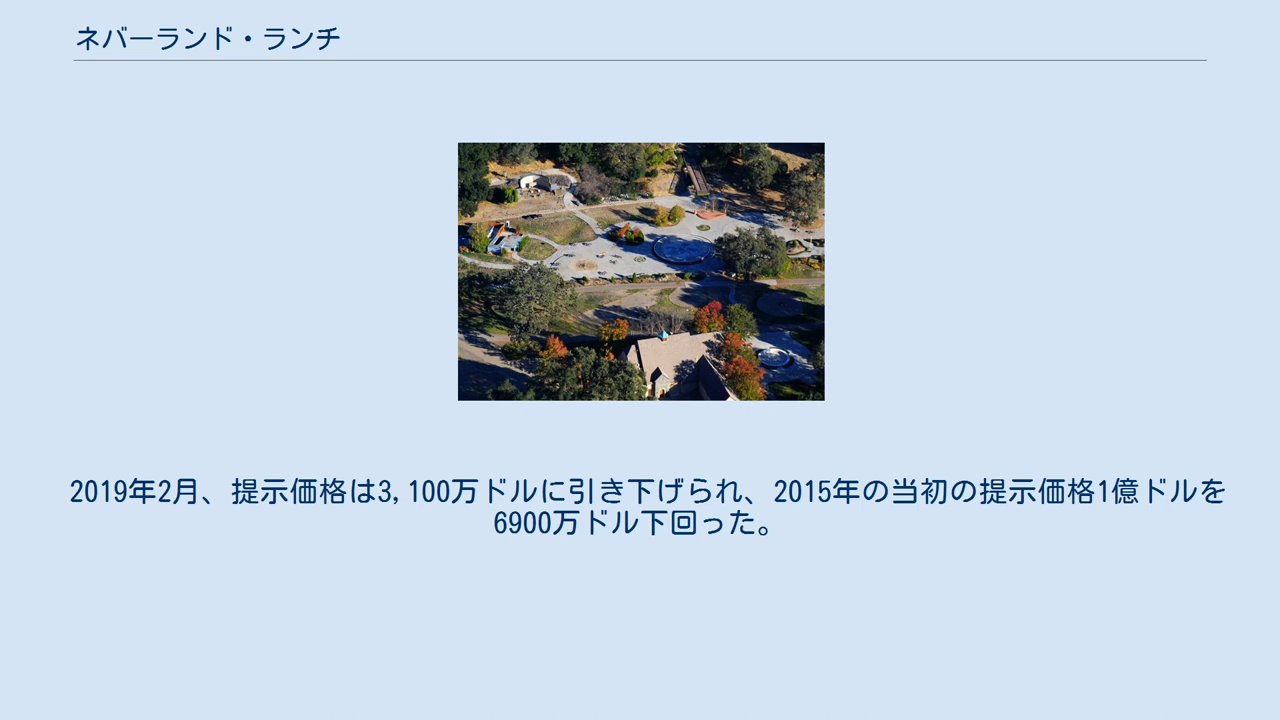 ネバーランド・ランチ
2019年2月、提示価格は3,100万ドルに引き下げられ、2015年の当初の提示価格1億ドルを
6900万ドル下回った。